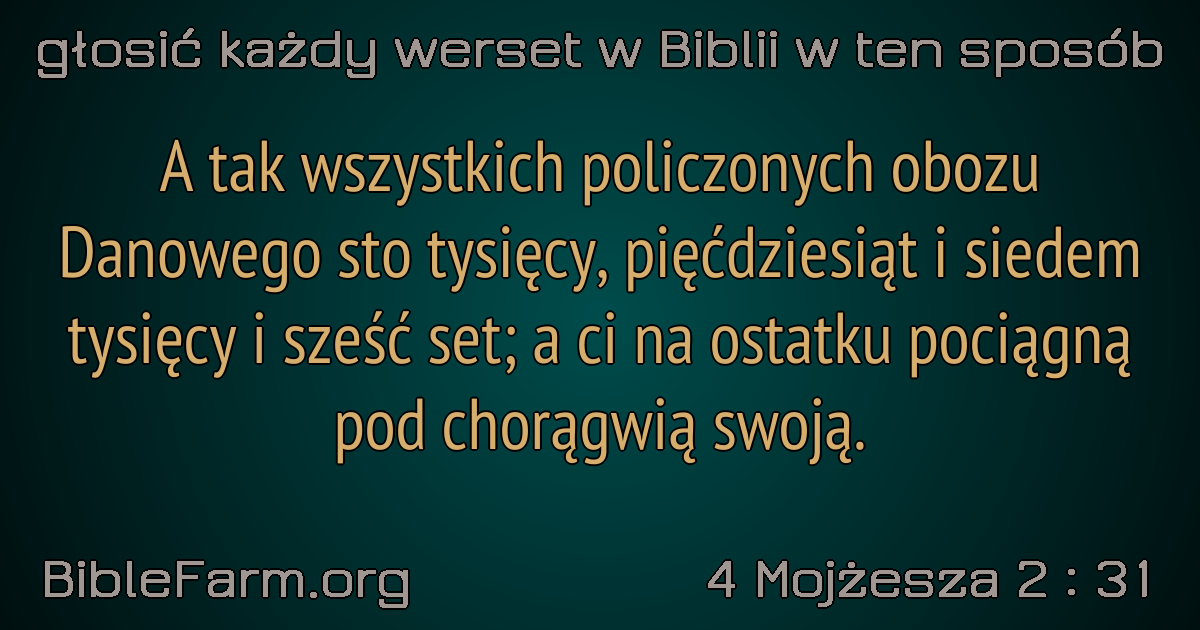 głosić każdy werset w Biblii w ten sposób
A tak wszystkich policzonych obozu
Danowego sto tysięcy, pięćdziesiąt i siedem
tysięcy i sześć set; a ci na ostatku pociągną
pod chorągwią swoją.
BibleFarm.org
4 Mojżesza 2 : 31